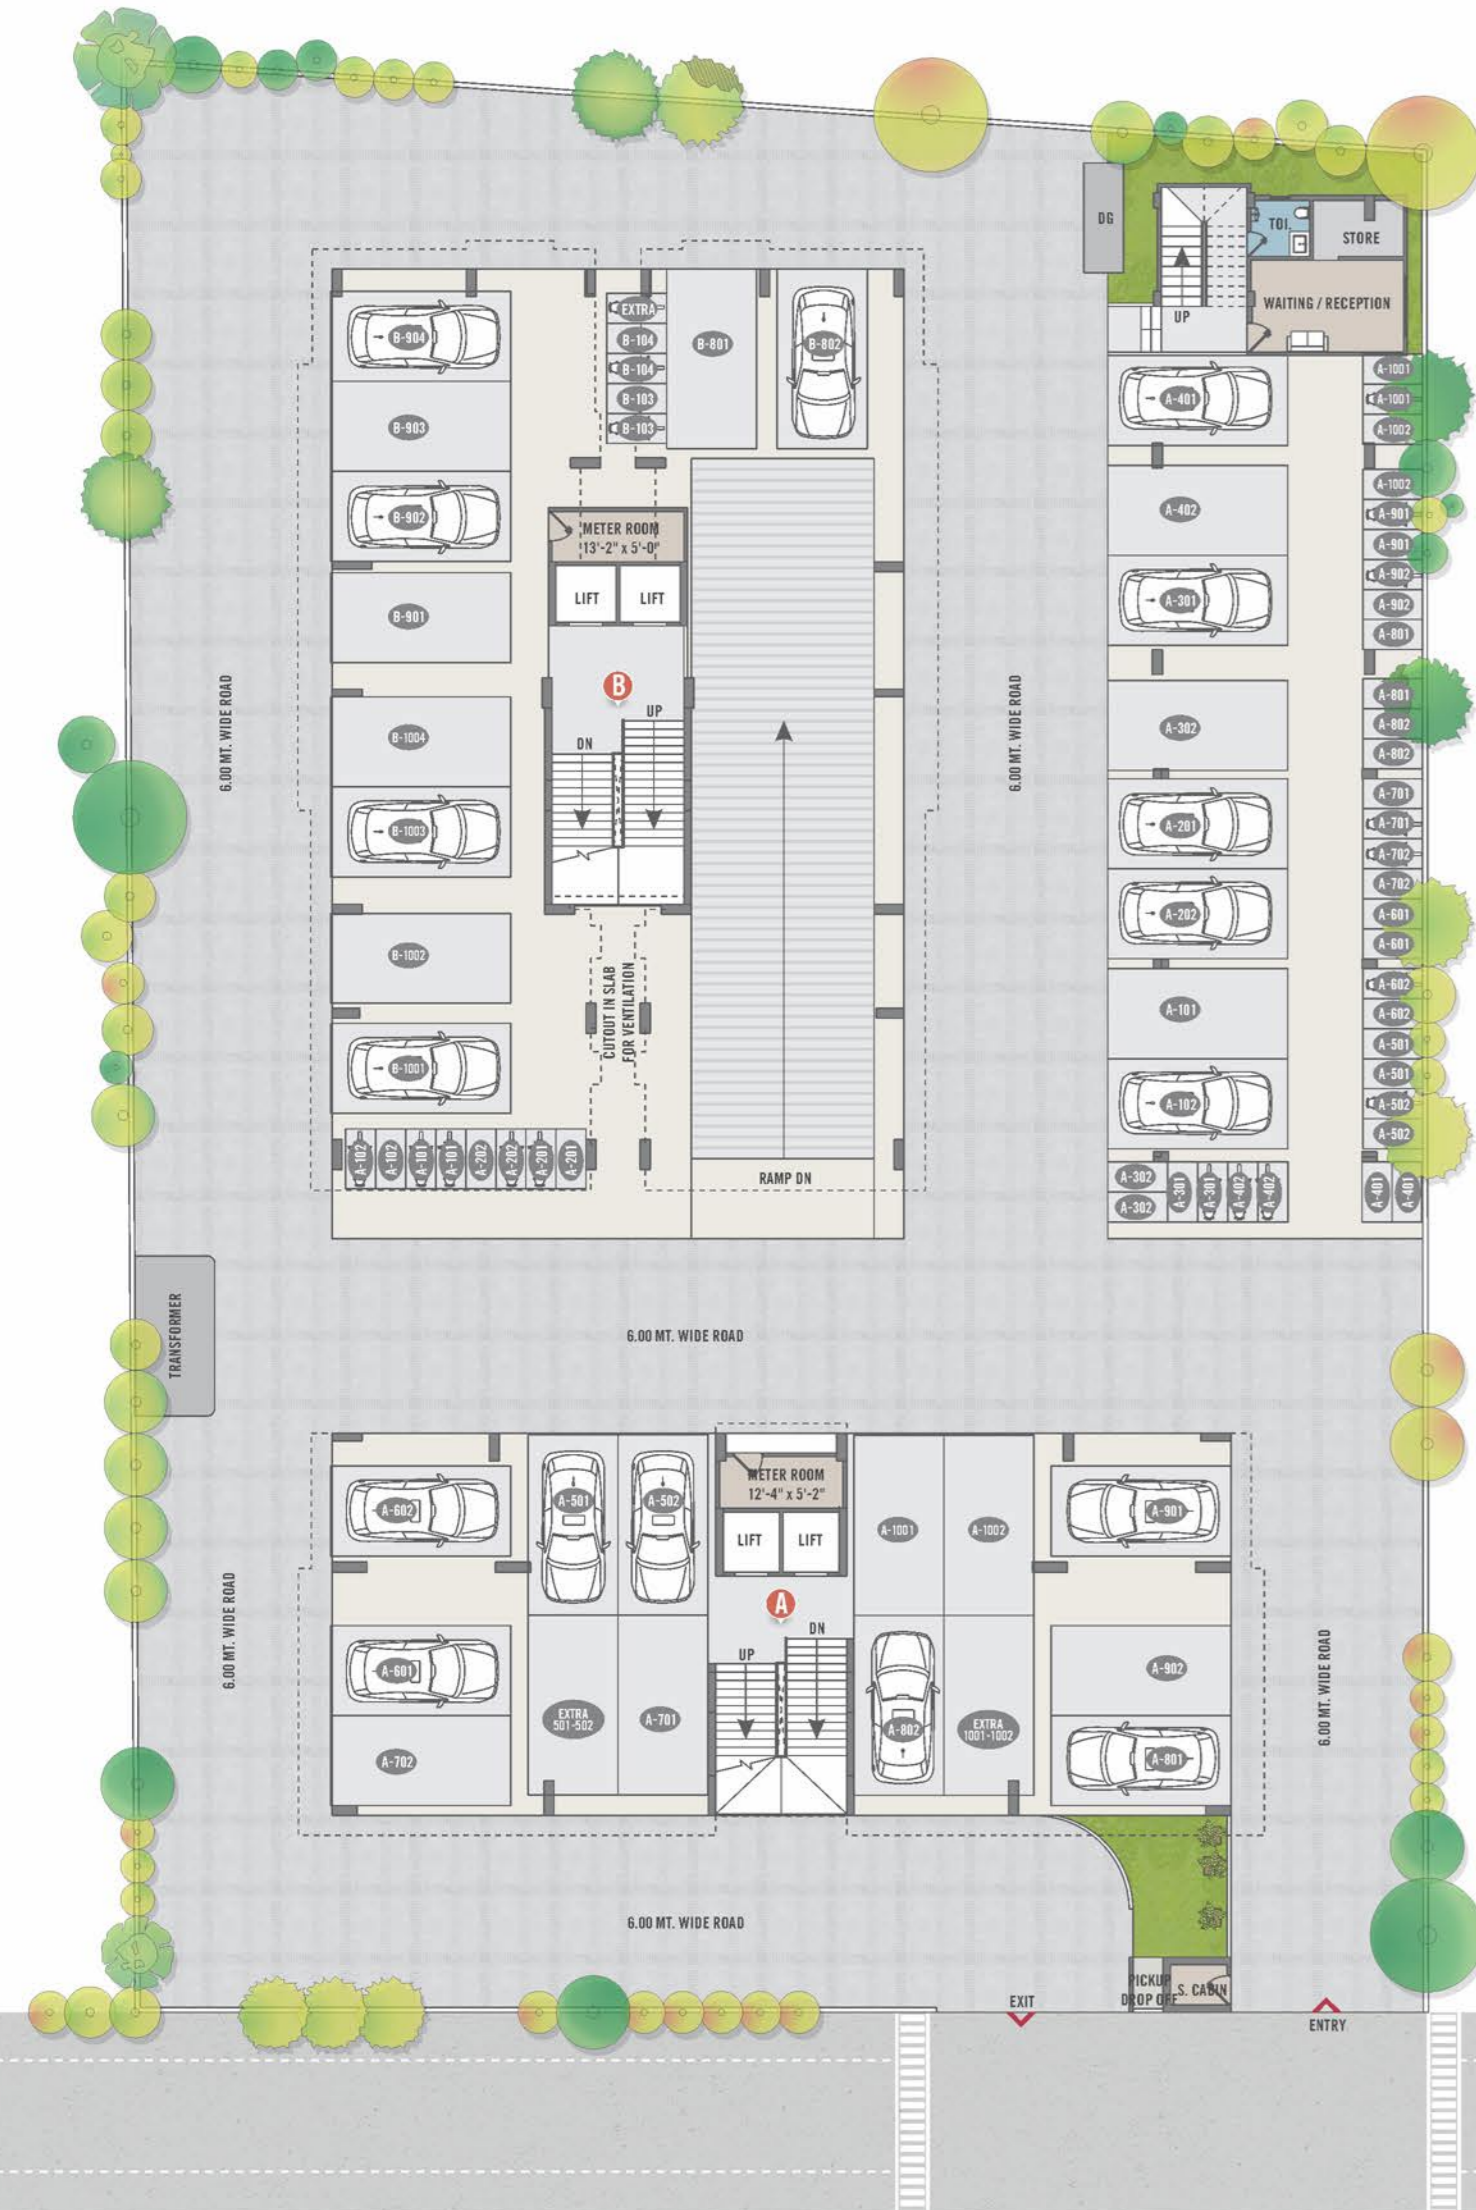 DG
TOI.
STORE
WAITING / RECEPTION
UP
B-904
B-903
B-902
B-901
B-1004
B-1003
B-1002
B-1001
EXTRA
B-104
B-104
B-103
B-103
B-801
B-802
METER ROOM
13'-2" x 5'-0"
LIFT
LIFT
B
UP
DN
CUTOUT IN SLAB
FOR VENTILATION
RAMP DN
A-102
A-102
A-101
A-101
A-202
A-202
A-201
A-201
6.00 MT. WIDE ROAD
6.00 MT. WIDE ROAD
A-401
A-402
A-301
A-302
A-201
A-202
A-101
A-102
A-1001
A-1001
A-1002
A-1002
A-901
A-901
A-902
A-902
A-801
A-801
A-802
A-802
A-701
A-701
A-702
A-702
A-601
A-601
A-602
A-602
A-501
A-501
A-502
A-502
A-302
A-302
A-301
A-301
A-402
A-402
A-401
A-401
TRANSFORMER
6.00 MT. WIDE ROAD
A-602
A-501
A-502
METER ROOM
12'-4" x 5'-2"
LIFT
LIFT
A-1001
A-1002
A-901
A
DN
UP
A-601
A-702
EXTRA
501-502
A-701
A-802
EXTRA
1001-1002
A-902
A-801
6.00 MT. WIDE ROAD
6.00 MT. WIDE ROAD
6.00 MT. WIDE ROAD
PICKUP
DROP OFF
S. CABIN
EXIT
ENTRY